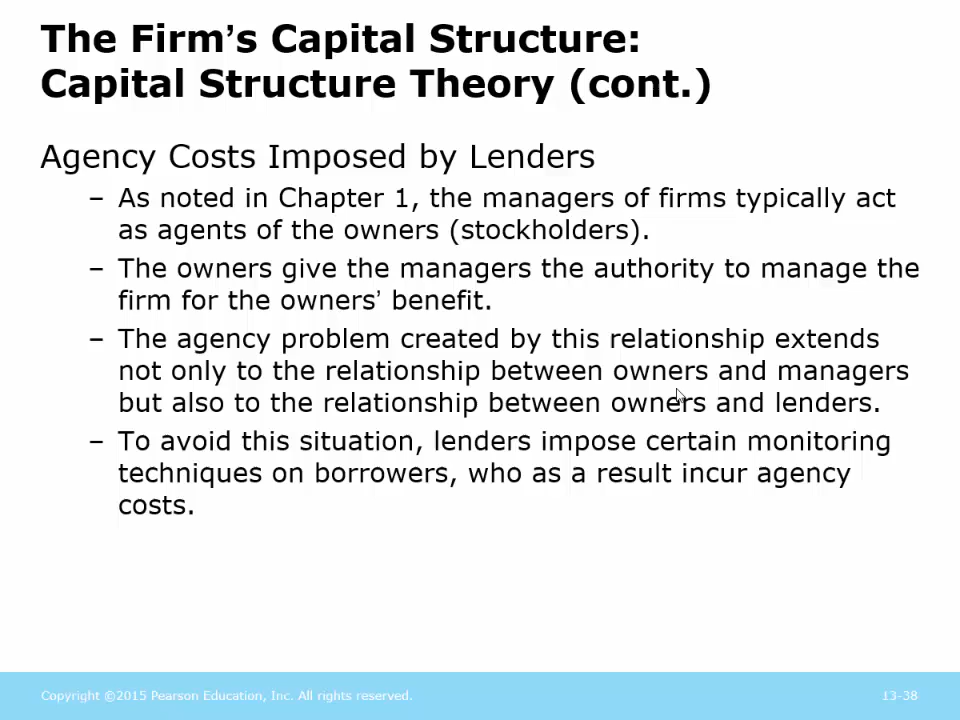 The Firm’s Capital Structure:
Capital Structure Theory (cont.)
Agency Costs Imposed by Lenders
– As noted in Chapter 1, the managers of firms typically act
as agents of the owners (stockholders).
– The owners give the managers the authority to manage the
firm for the owners’ benefit.
– The agency problem created by this relationship extends
not only to the relationship between owners and managers
but also to the relationship between owners and lenders.
– To avoid this situation, lenders impose certain monitoring
techniques on borrowers, who as a result incur agency
costs.
Copyright ©2015 Pearson Education, Inc. All rights reserved.
13-38